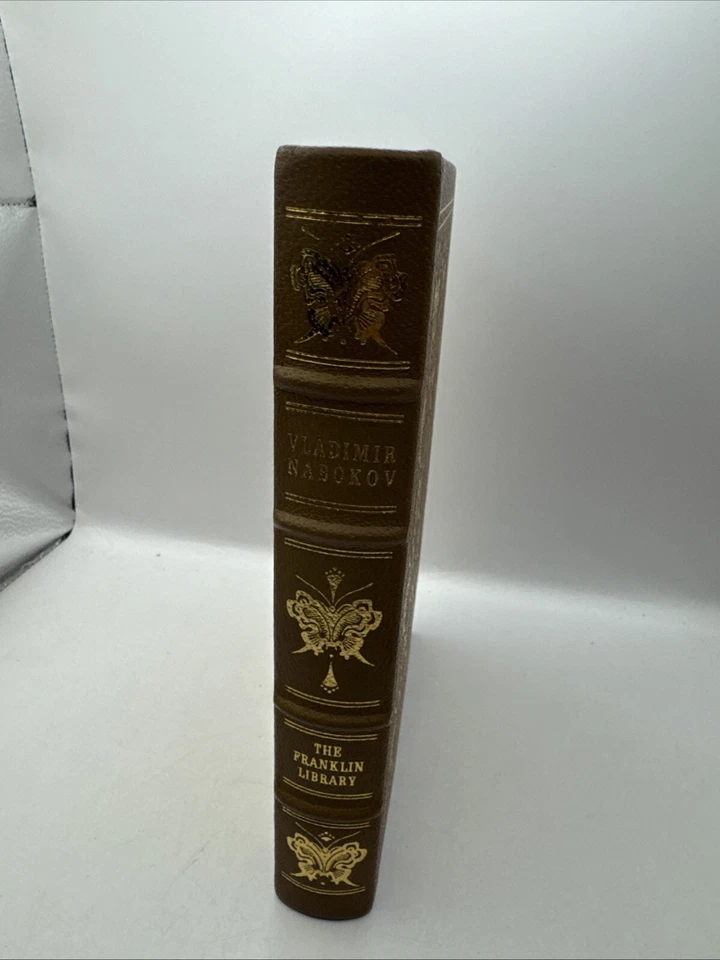 VLADIMIR
NABOKOV
THE
FRANKLIN
LIBRARY